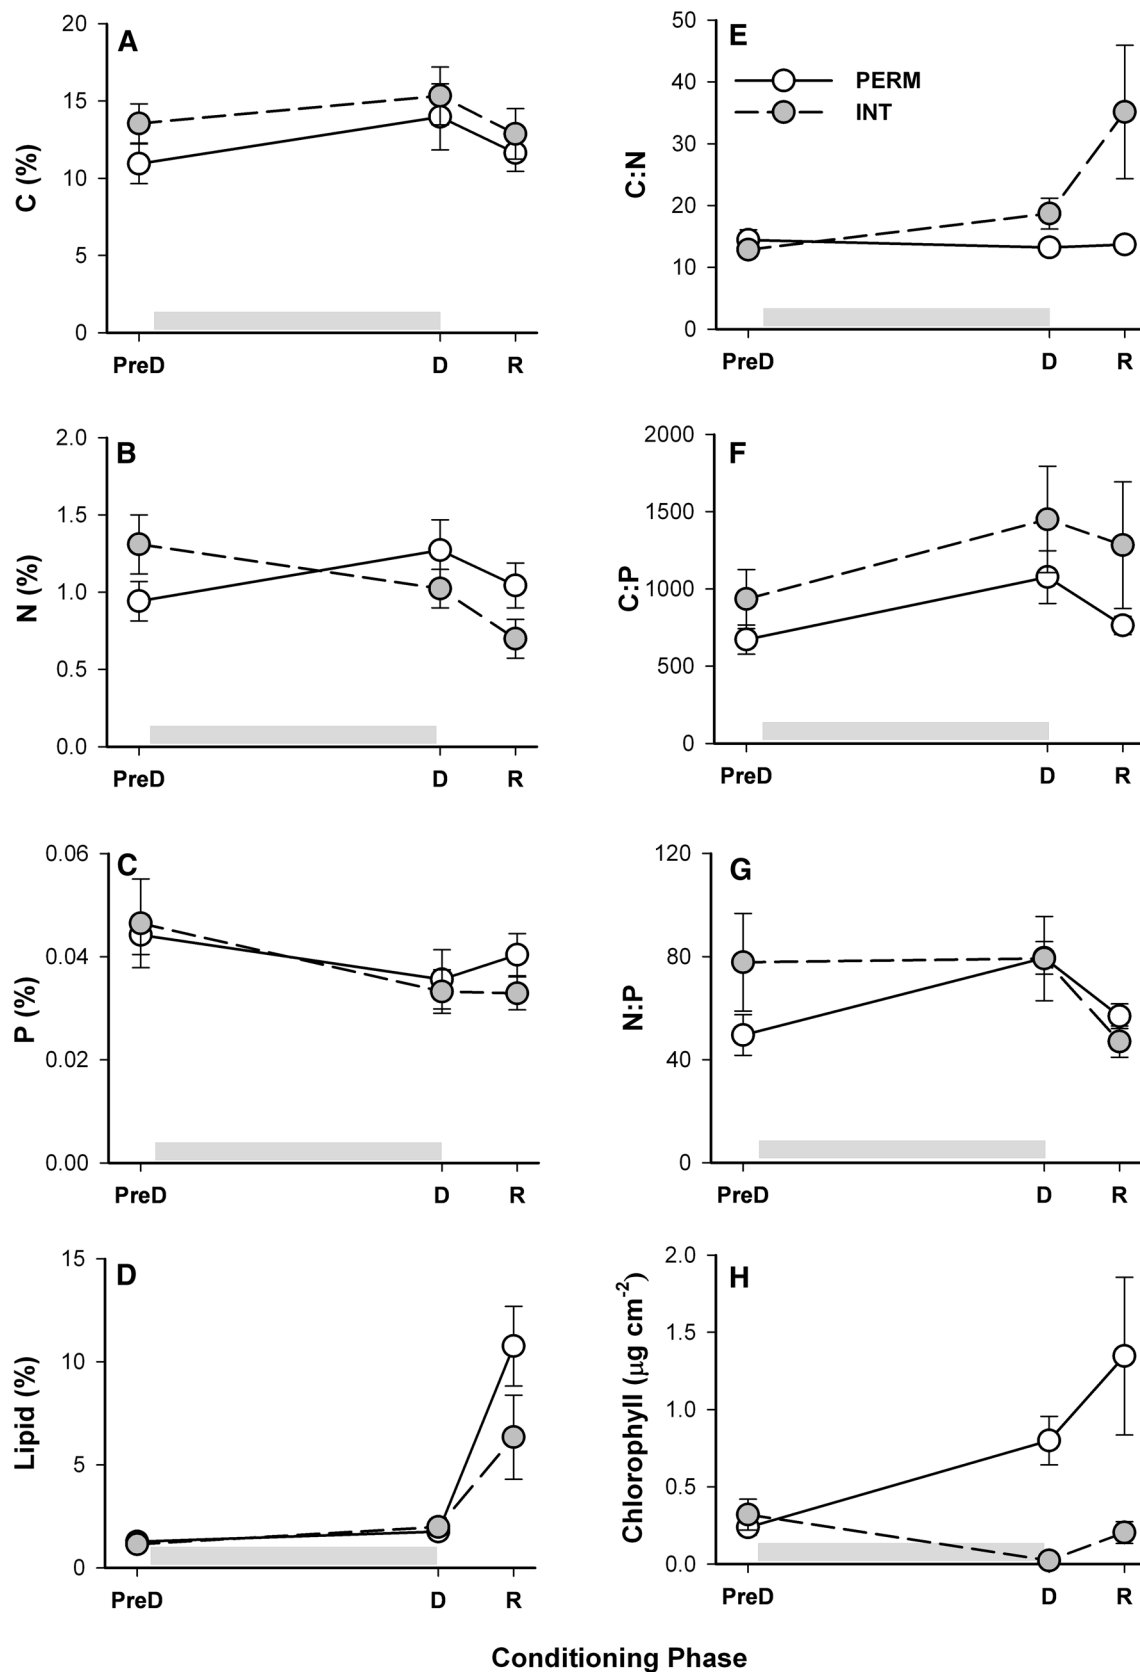 A
C (%)
20
15
10
5
0
PreD D R
E
PERM
INT
C:N
50
40
30
20
10
0
PreD D R
B
N (%)
2.0
1.5
1.0
0.5
0.0
PreD D R
F
C:P
2000
1500
1000
500
0
PreD D R
C
P (%)
0.06
0.04
0.02
0.00
PreD D R
G
N:P
120
80
40
0
PreD D R
D
Lipid (%)
15
10
5
0
PreD D R
H
Chlorophyll (μg cm⁻²)
2.0
1.5
1.0
0.5
0.0
PreD D R
Conditioning Phase